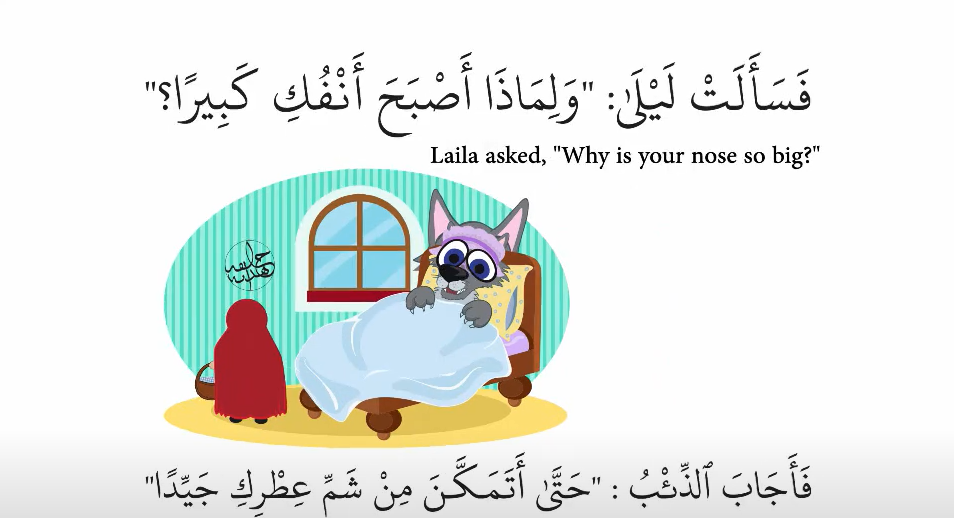 فَسَأَلَتْ لَيْلَىٰ: "وَلِمَاذَا أَصْبَحَ أَنْفُكِ كَبِيرًا؟"
Laila asked, "Why is your nose so big?"
فَأَجَابَ ٱلذِّئْبُ : "حَتَّىٰ أَتَمَكَّنَ مِنْ شَمِّ عِطْرِكِ جَيِّدًا"